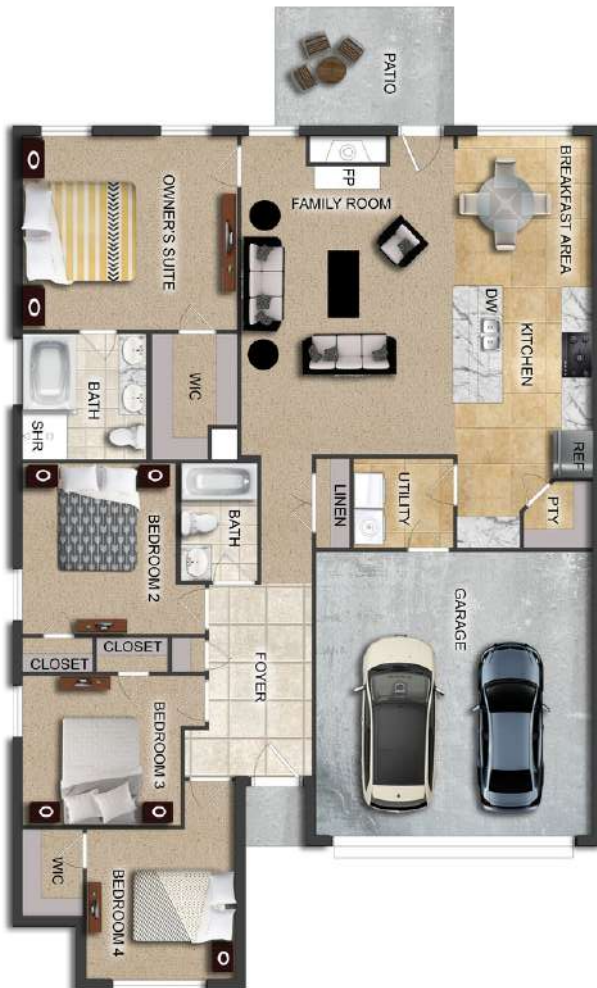 PATIO
BREAKFAST AREA
FP
FAMILY ROOM
OWNER'S SUITE
DW
KITCHEN
WIC
BATH
SHR
REF
PTY
UTILITY
LINEN
BATH
BEDROOM 2
CLOSET
CLOSET
FOYER
GARAGE
BEDROOM 3
WIC
BEDROOM 4